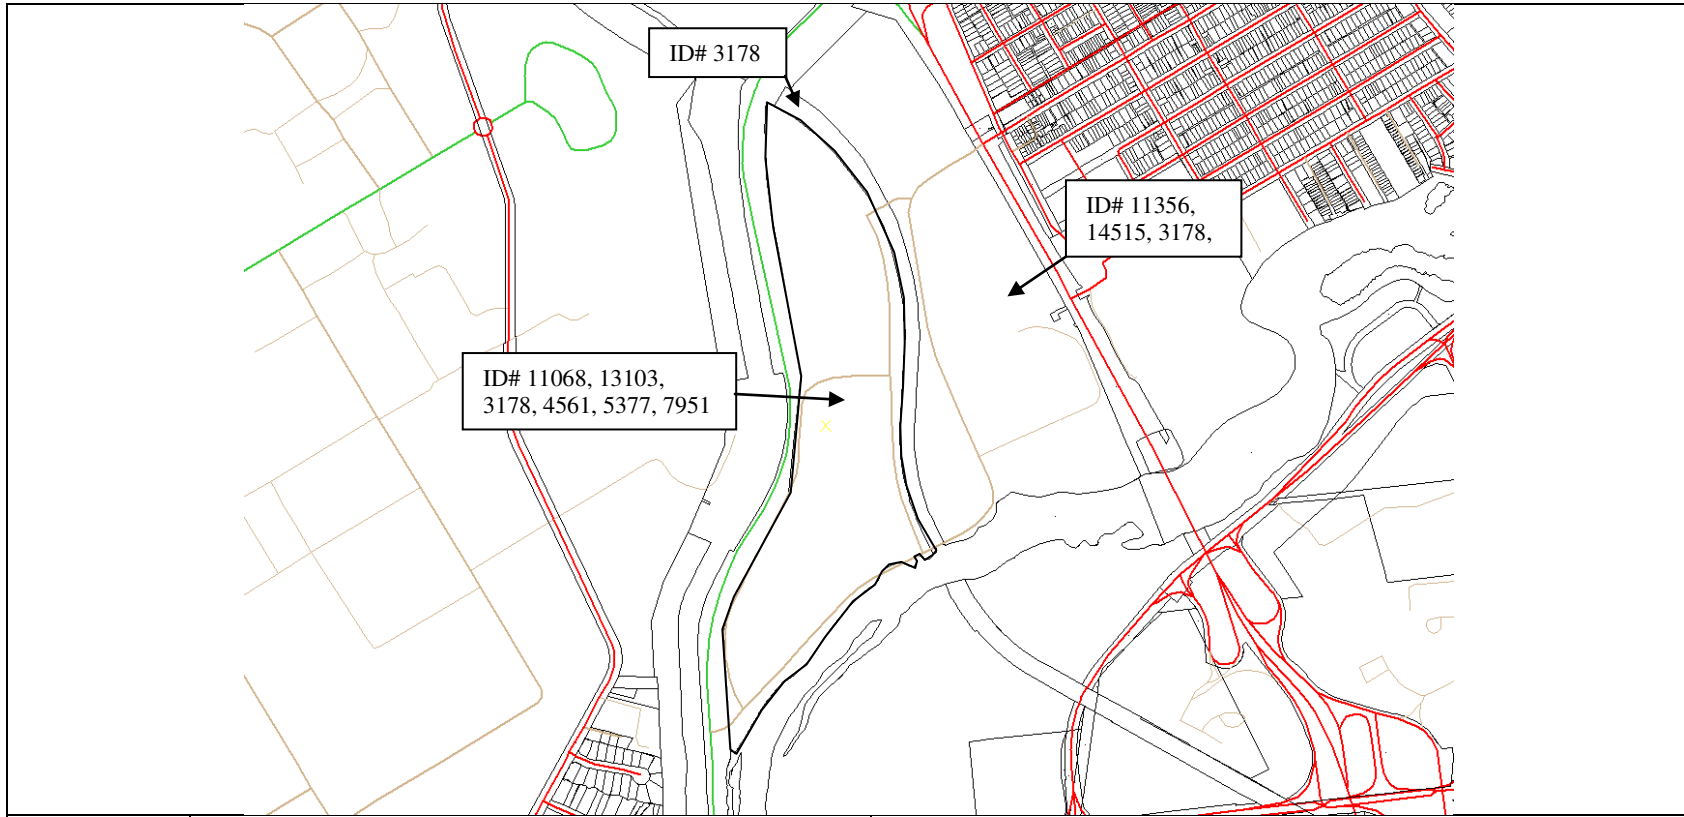 ID# 3178
ID# 11356,
14515, 3178,
ID# 11068, 13103,
3178, 4561, 5377, 7951